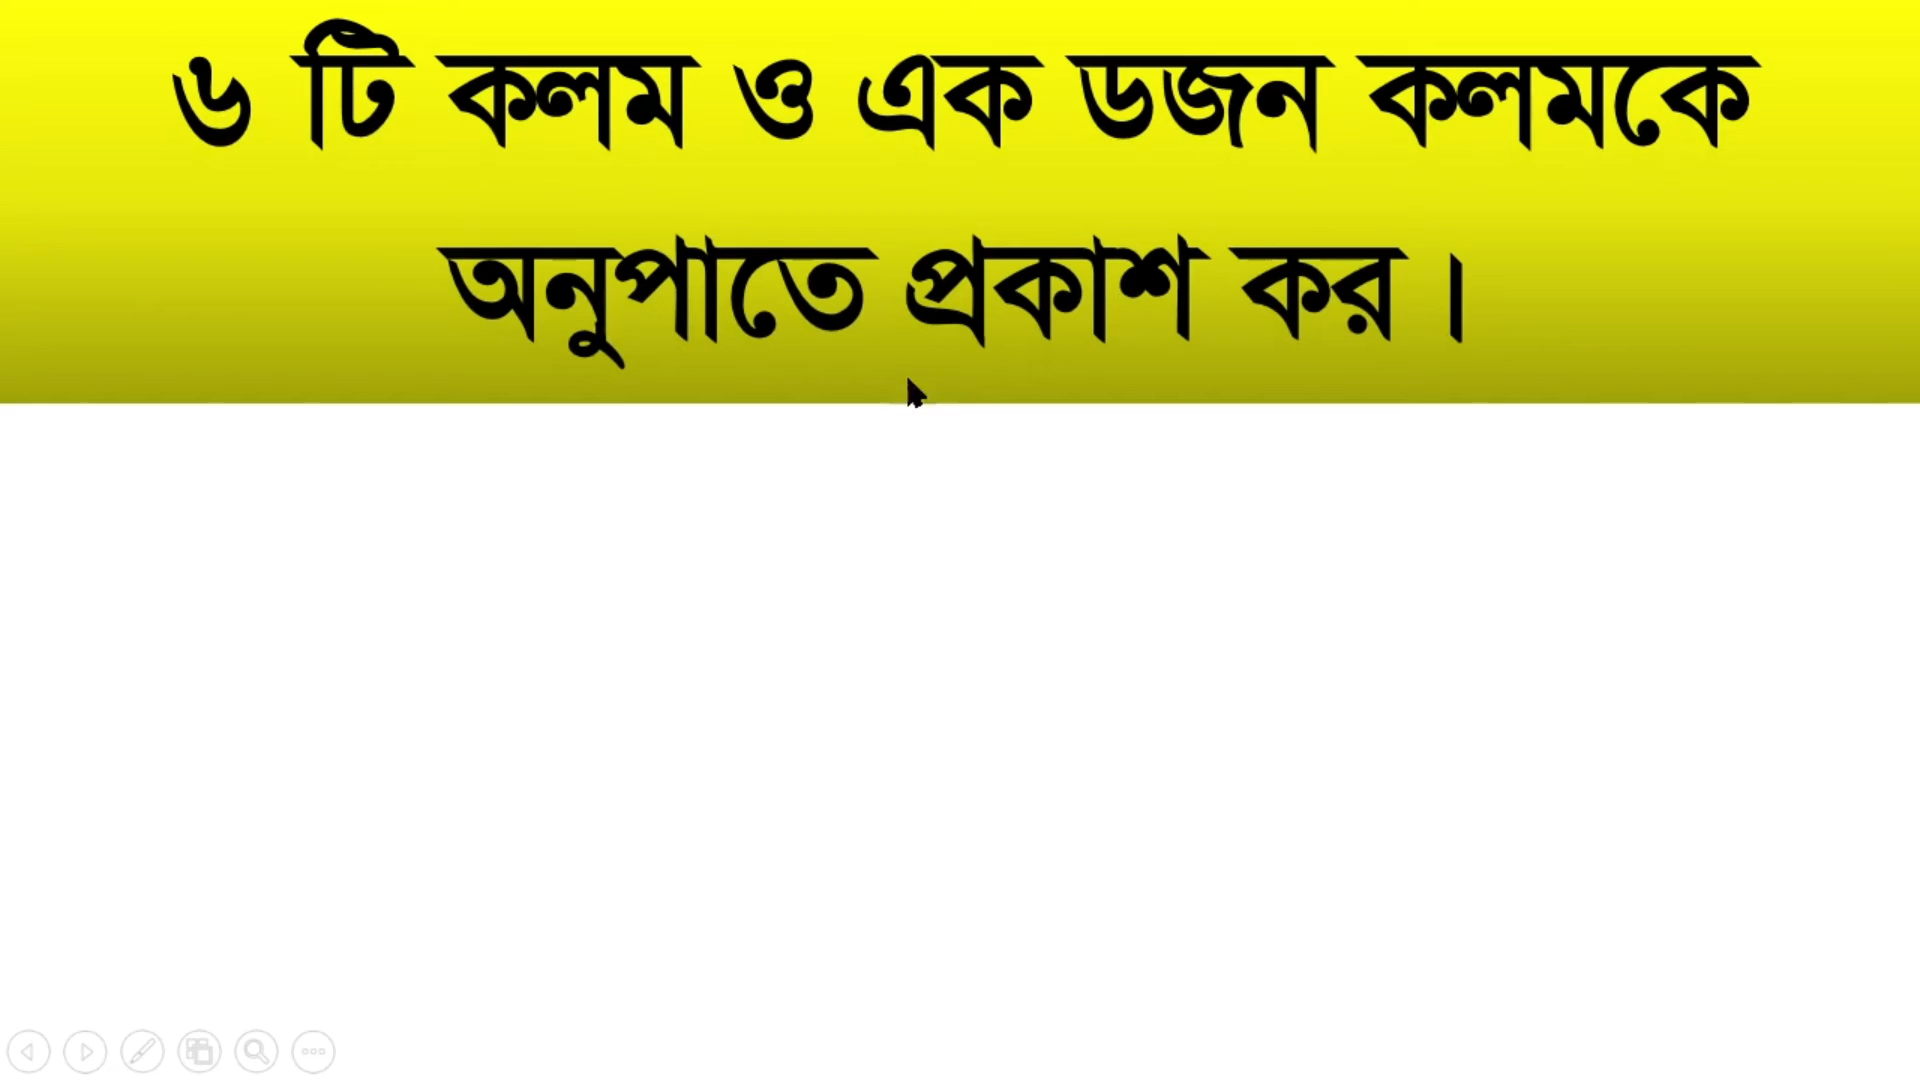 ৬ টি কলম ও এক ডজন কলমকে
অনুপাতে প্রকাশ কর।